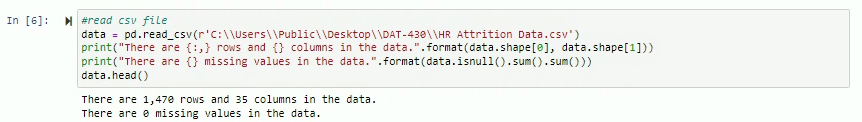 In [6]:
#read csv file
data = pd.read_csv(r'C:\\Users\\Public\\Desktop\\DAT-430\\HR Attrition Data.csv')
print("There are {:,} rows and {} columns in the data.".format(data.shape[0], data.shape[1]))
print("There are {} missing values in the data.".format(data.isnull().sum().sum()))
data.head()
There are 1,470 rows and 35 columns in the data.
There are 0 missing values in the data.